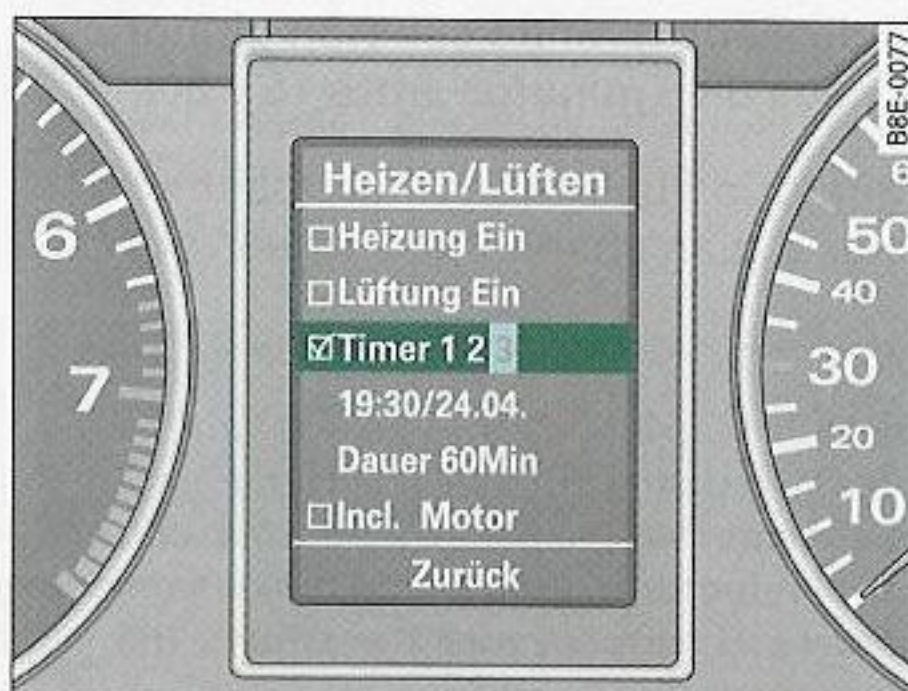 B8E-0077
Heizen/Lüften
Heizung Ein
Lüftung Ein
Timer 1 2 3
19:30/24.04.
Dauer 60Min
Incl. Motor
Zurück
6
7
6
50
40
30
20
10